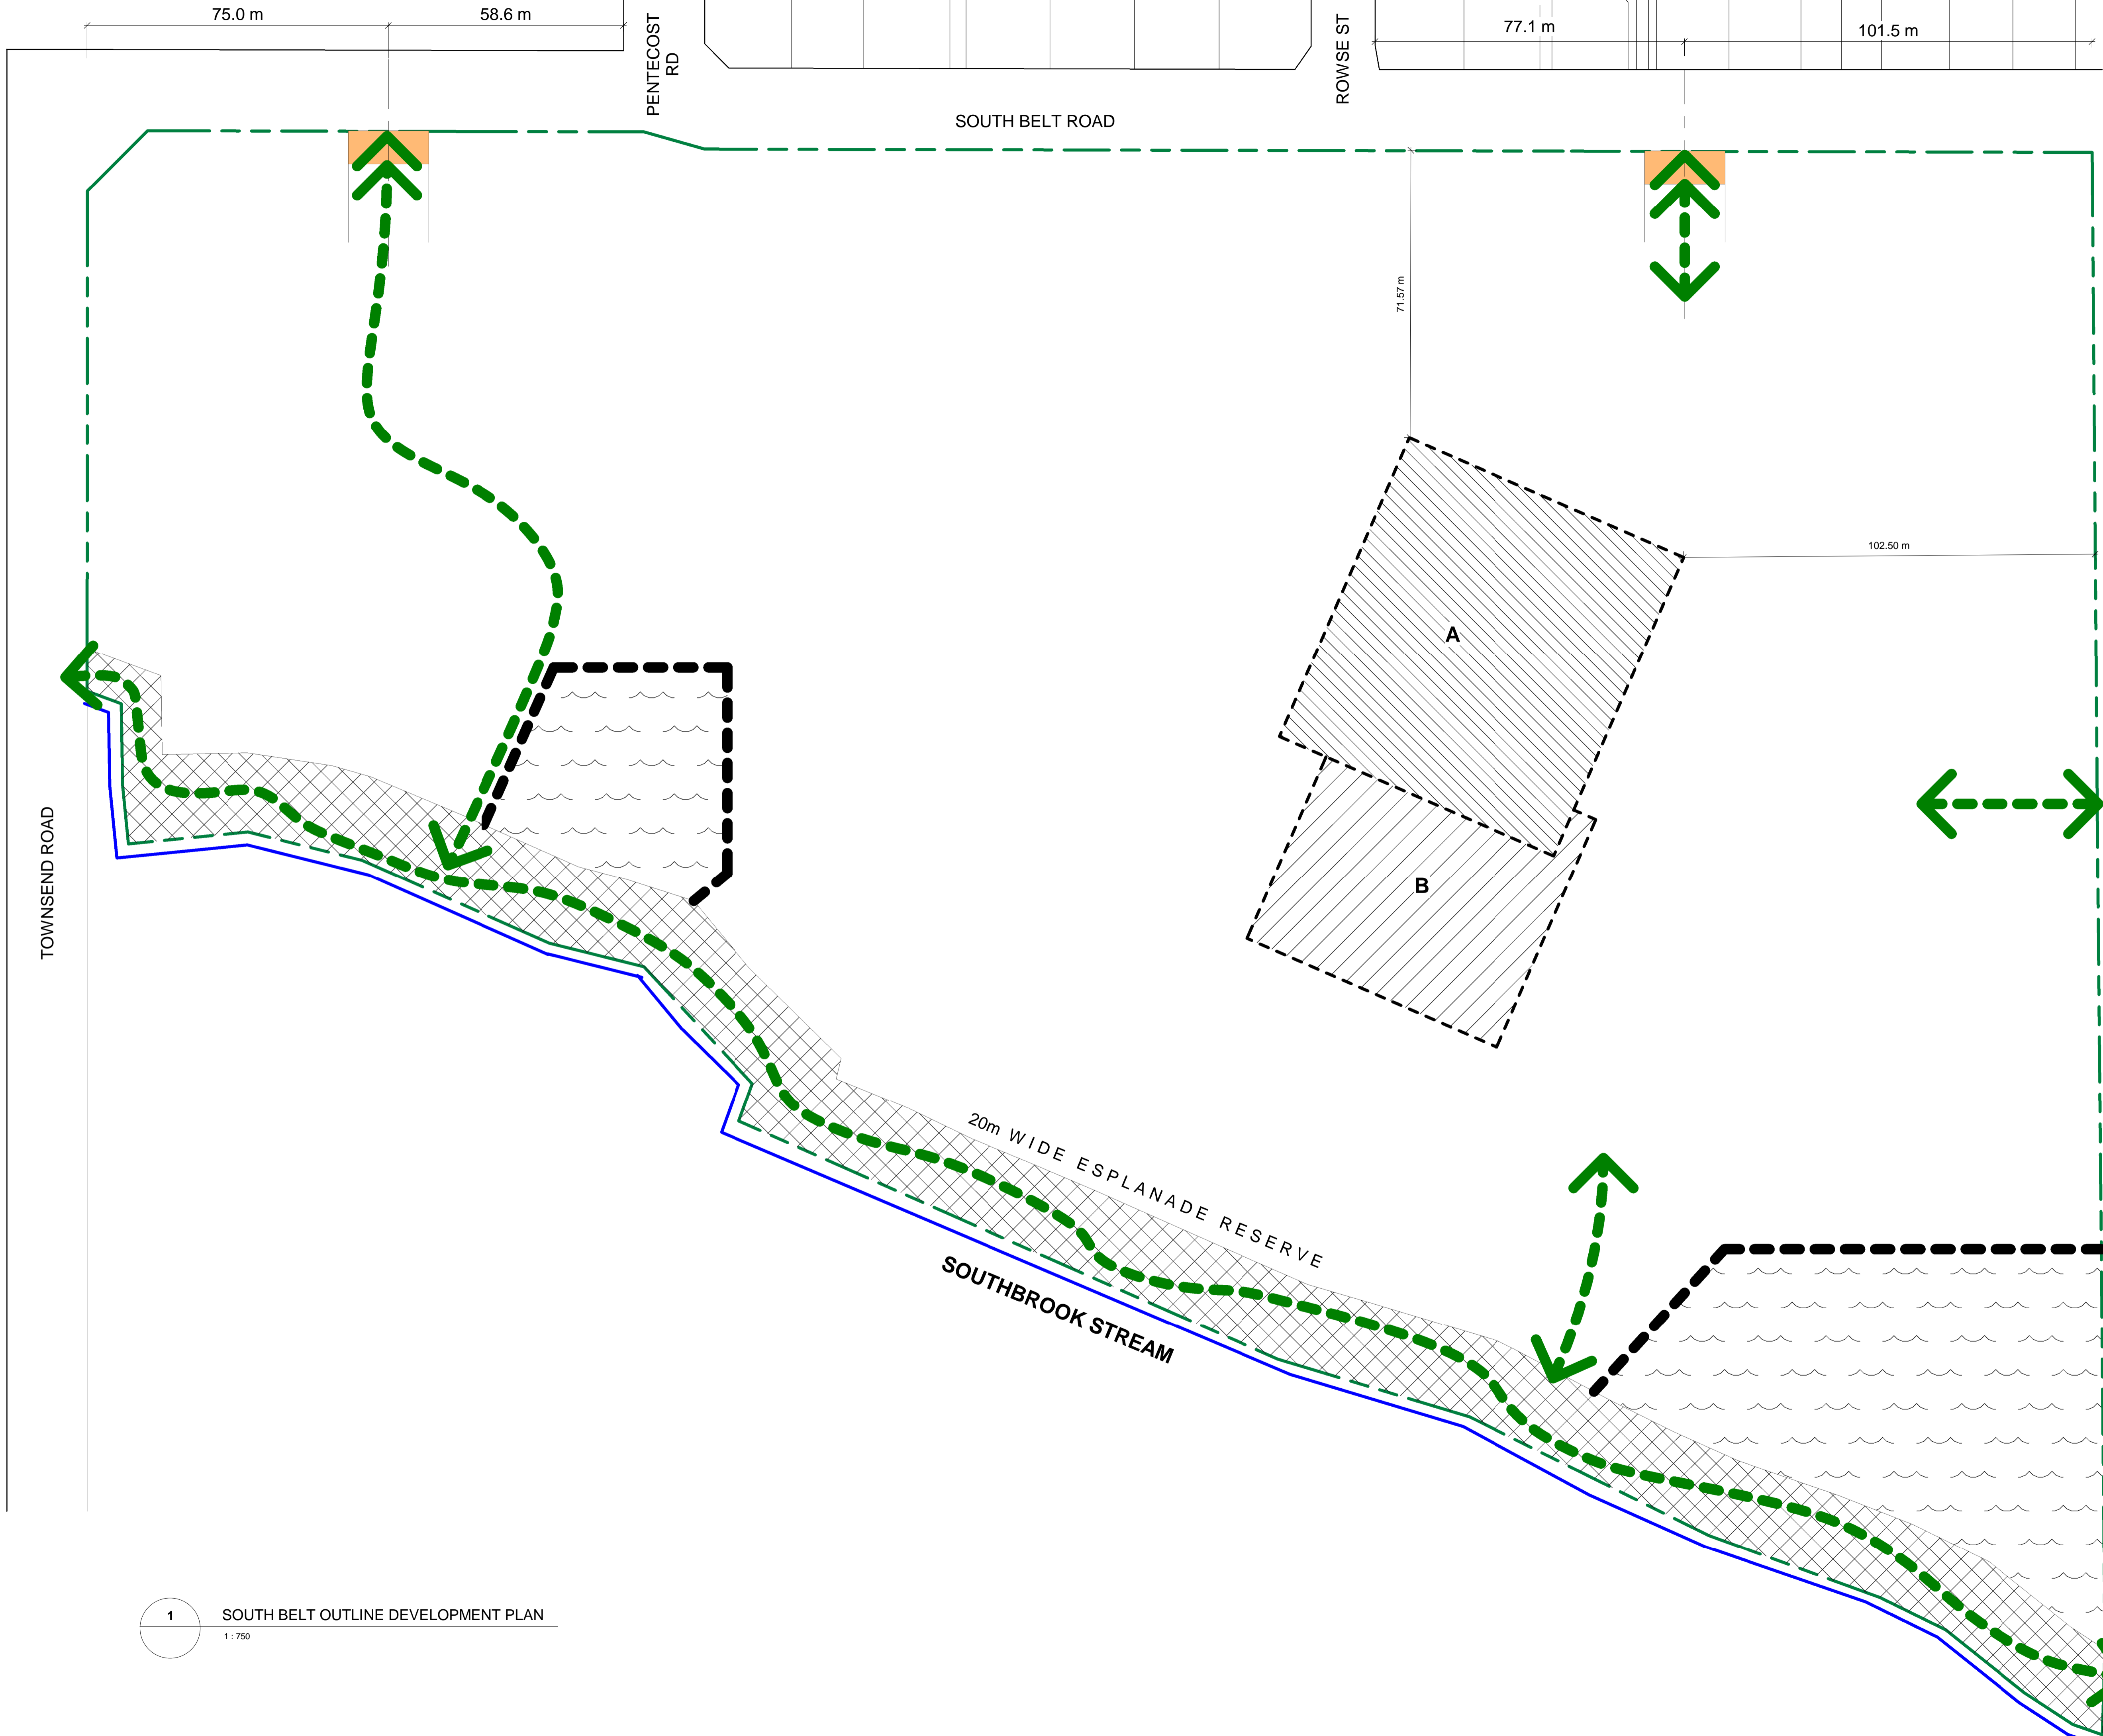 75.0 m
58.6 m
PENTECOST
RD
ROWSE ST
77.1 m
101.5 m
SOUTH BELT ROAD
71.57 m
102.50 m
A
B
TOWNSEND ROAD
20m WIDE ESPLANADE RESERVE
SOUTHBROOK STREAM
1
SOUTH BELT OUTLINE DEVELOPMENT PLAN
1 : 750